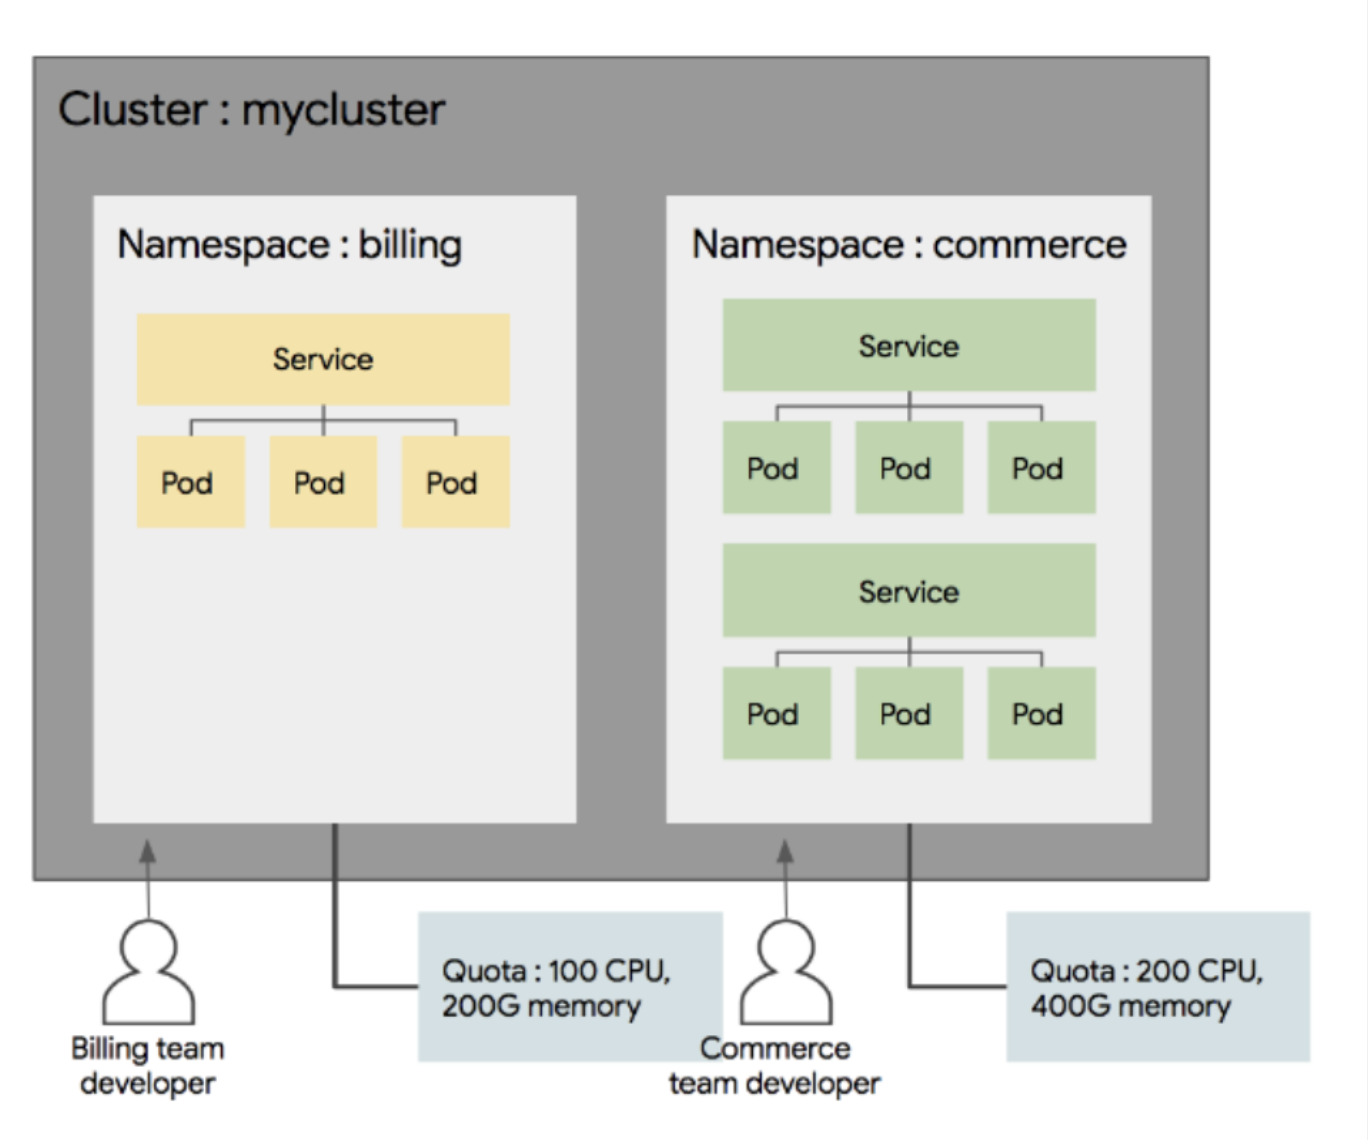 Cluster : mycluster
Namespace : billing
Service
Pod
Pod
Pod
Namespace : commerce
Service
Pod
Pod
Pod
Service
Pod
Pod
Pod
Billing team
developer
Quota : 100 CPU,
200G memory
Commerce
team developer
Quota : 200 CPU,
400G memory